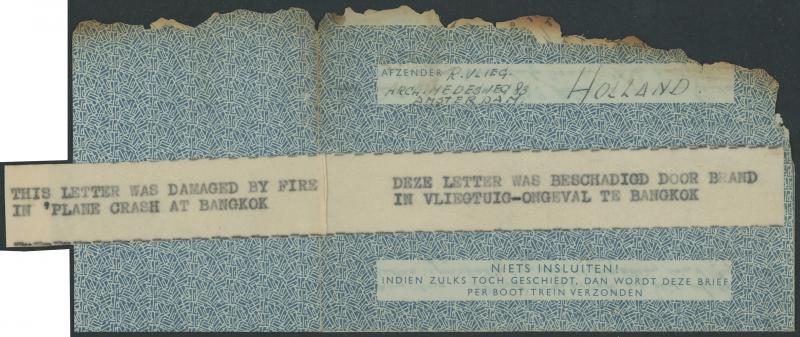 AFZENDER R. VLIEG.
ARCHIMEDESWEG 83
AMSTERDAM.
HOLLAND.
THIS LETTER WAS DAMAGED BY FIRE
IN 'PLANE CRASH AT BANGKOK
DEZE LETTER WAS BESCHADIGD DOOR BRAND
IN VLIEGTUIG-ONGEVAL TE BANGKOK
NIETS INSLUITEN!
INDIEN ZULKS TOCH GESCHIEDT, DAN WORDT DEZE BRIEF
PER BOOT/TREIN VERZONDEN